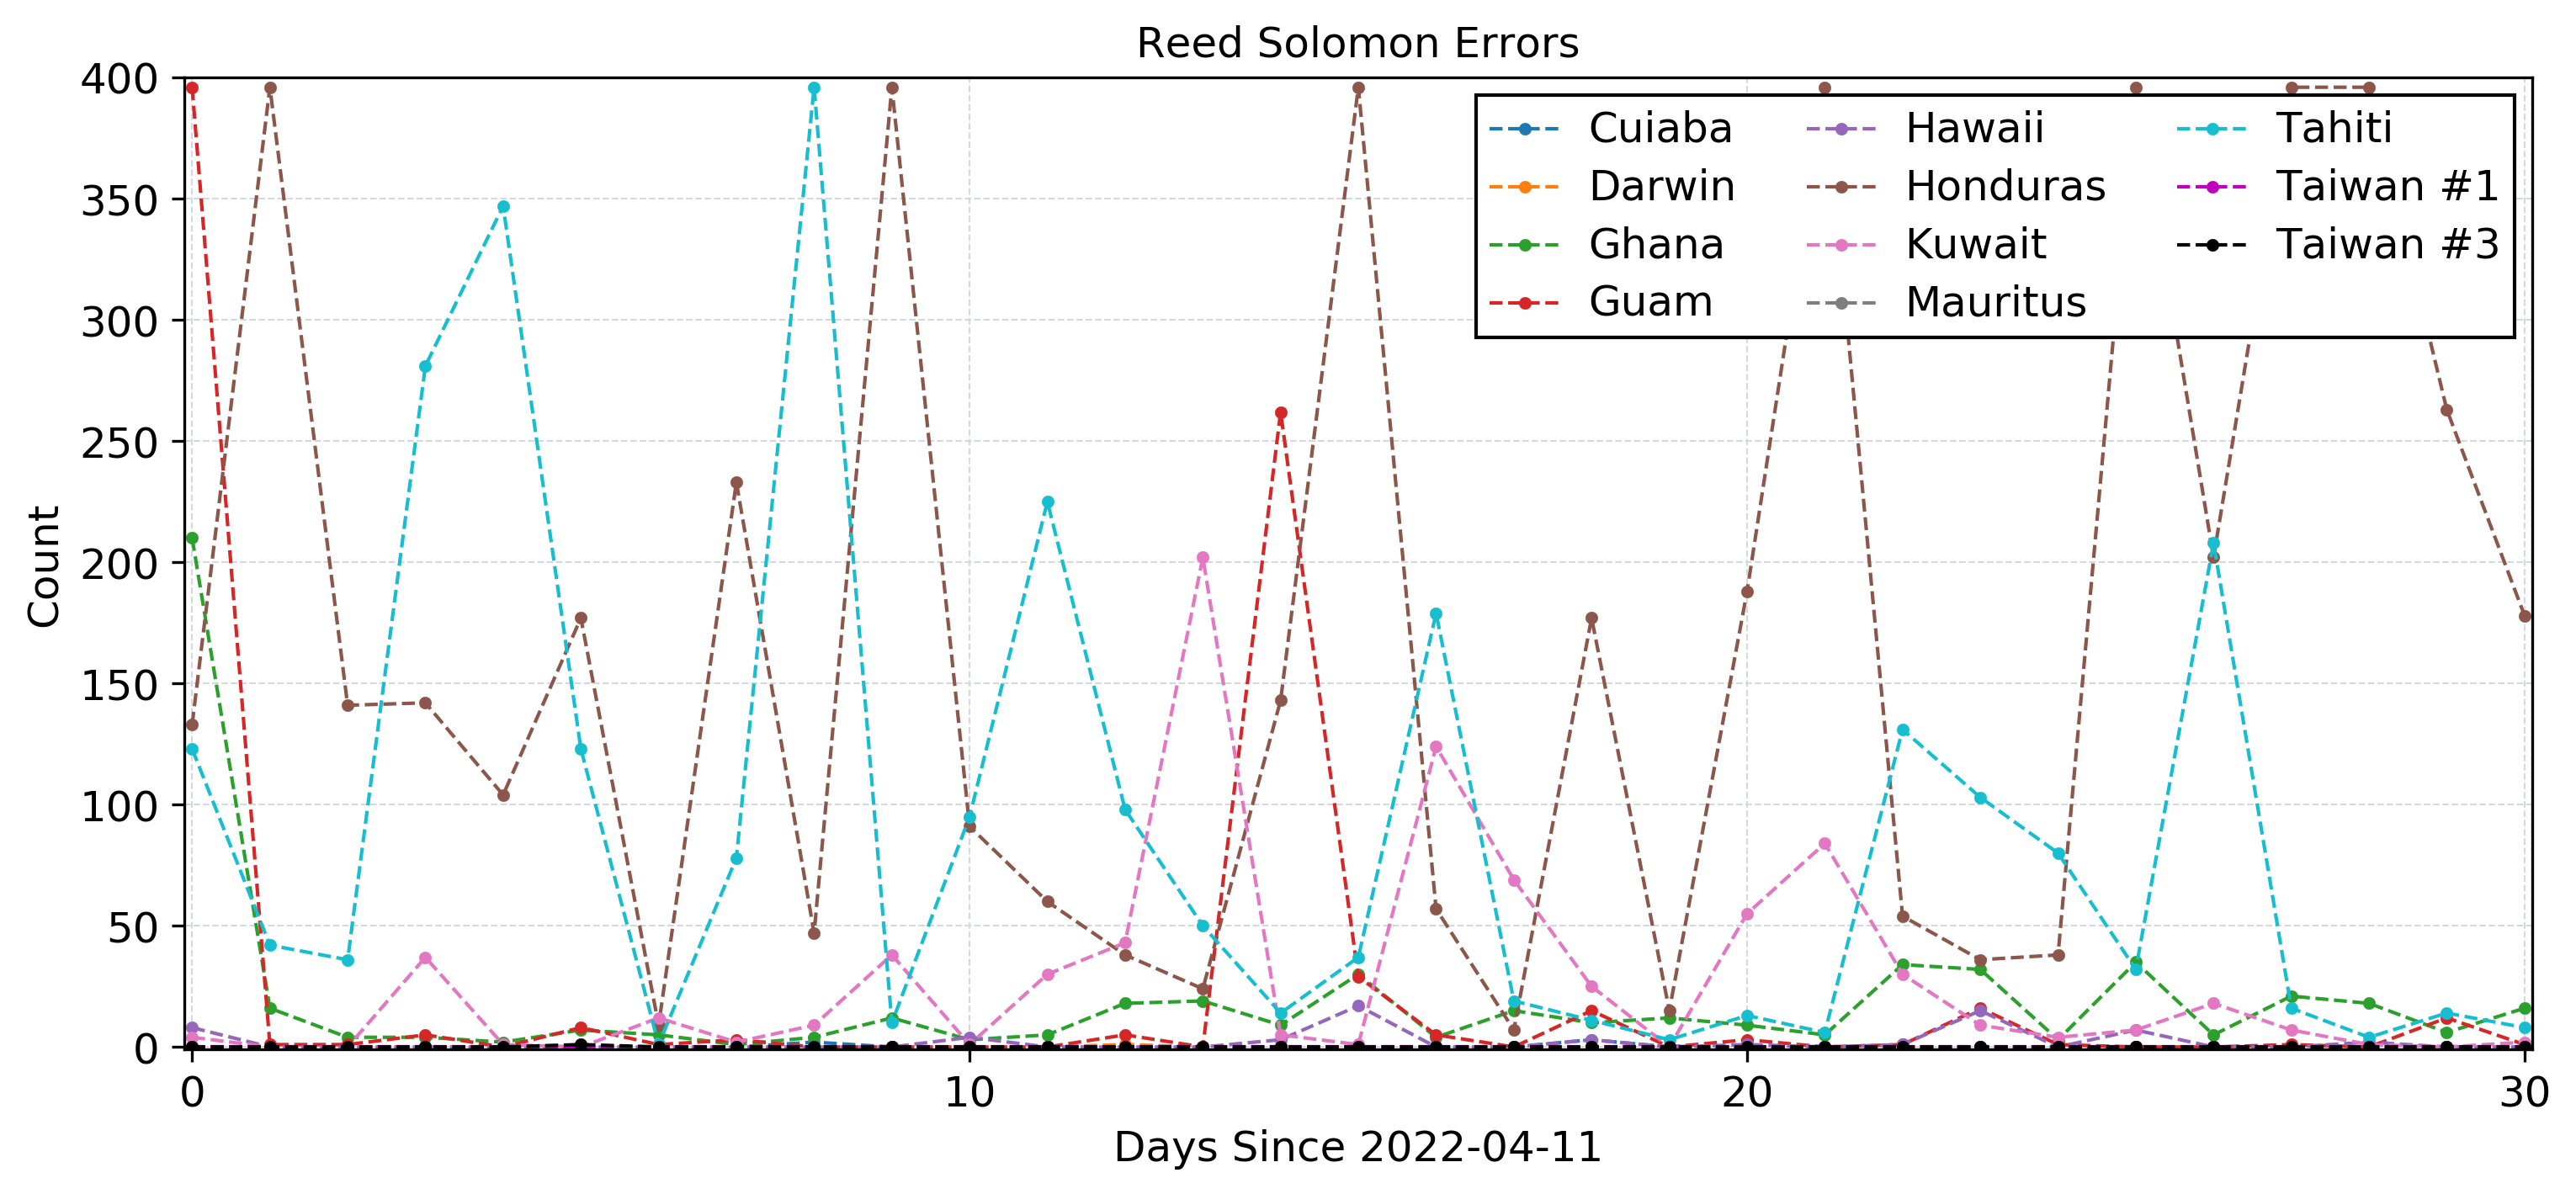 Reed Solomon Errors
400
350
300
250
200
150
100
50
0
Count
Cuiaba
Darwin
Ghana
Guam
Hawaii
Honduras
Kuwait
Mauritus
Tahiti
Taiwan #1
Taiwan #3
0 10 20 30
Days Since 2022-04-11